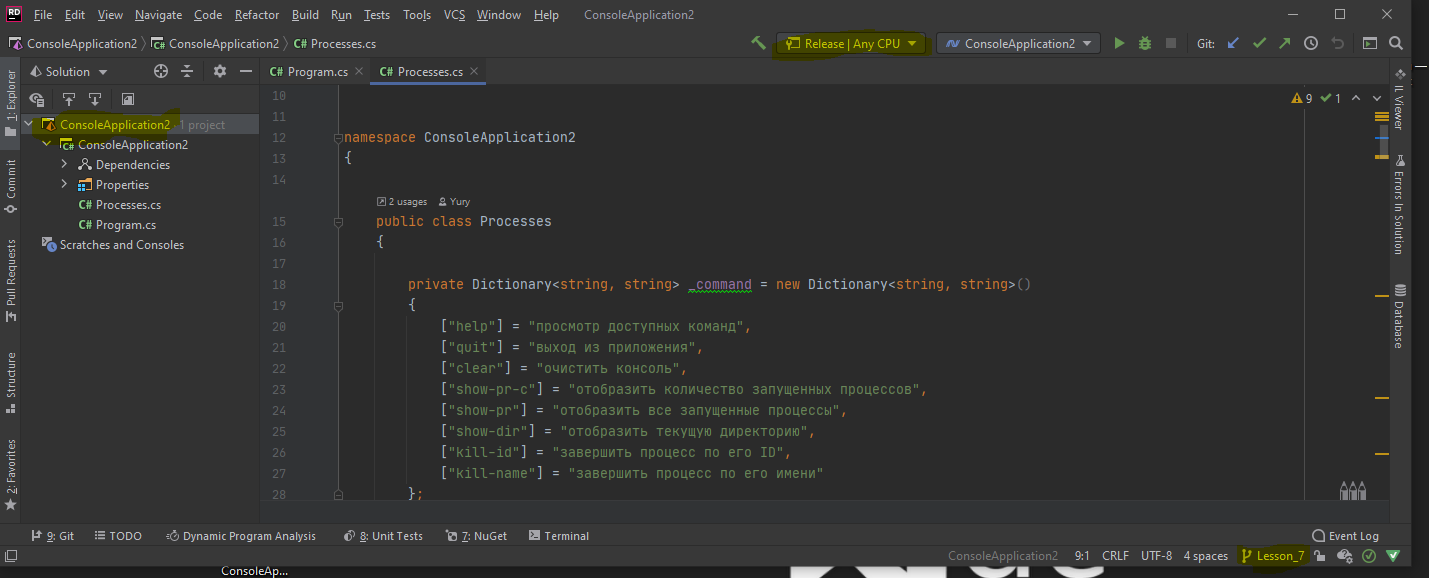 RD File Edit View Navigate Code Refactor Build Run Tests Tools VCS Window Help ConsoleApplication2
ConsoleApplication2 ConsoleApplication2 C# Processes.cs Release | Any CPU ConsoleApplication2 Git:
Solution
C# Program.cs C# Processes.cs
1: Explorer
Commit
Pull Requests
Structure
2: Favorites
ConsoleApplication2 · 1 project
C# ConsoleApplication2
Dependencies
Properties
C# Processes.cs
C# Program.cs
Scratches and Consoles
9 1
10
11
12 namespace ConsoleApplication2
13 {
14
2 usages Yury
15 public class Processes
16 {
17
18 private Dictionary<string, string> _command = new Dictionary<string, string>()
19 {
20 ["help"] = "просмотр доступных команд",
21 ["quit"] = "выход из приложения",
22 ["clear"] = "очистить консоль",
23 ["show-pr-c"] = "отобразить количество запущенных процессов",
24 ["show-pr"] = "отобразить все запущенные процессы",
25 ["show-dir"] = "отобразить текущую директорию",
26 ["kill-id"] = "завершить процесс по его ID",
27 ["kill-name"] = "завершить процесс по его имени"
28 };
IL Viewer
Errors In Solution
Database
9: Git TODO Dynamic Program Analysis 8: Unit Tests 7: NuGet Terminal Event Log
ConsoleApplication2 9:1 CRLF UTF-8 4 spaces Lesson_7
ConsoleAp...